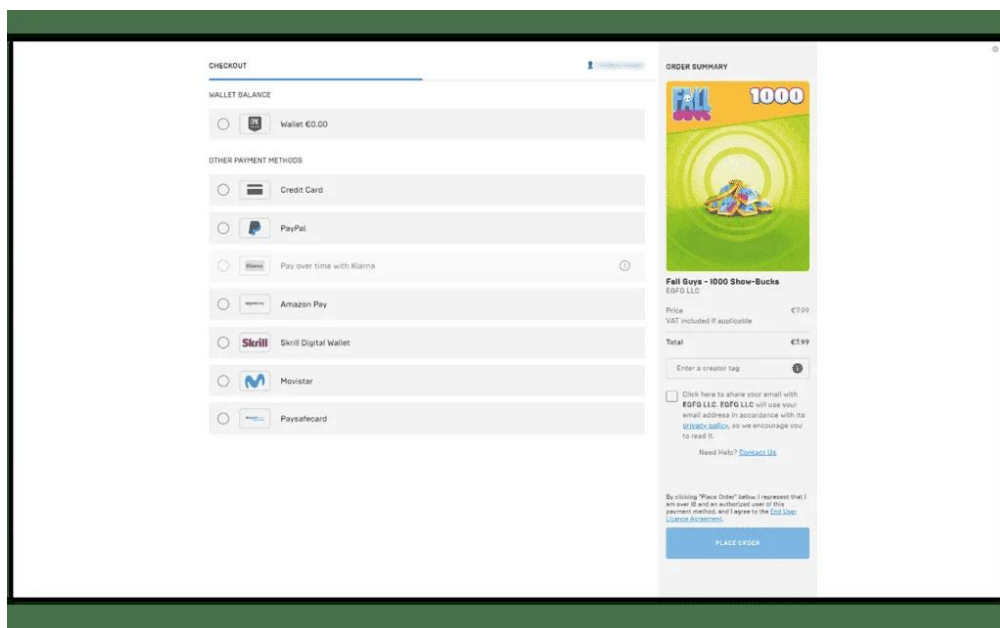 CHECKOUT
WALLET BALANCE
Wallet €0.00
OTHER PAYMENT METHODS
Credit Card
PayPal
Klarna
Pay over time with Klarna
Amazon Pay
Skrill
Skrill Digital Wallet
Movistar
Paysafecard
ORDER SUMMARY
FALL GUYS
1000
Fall Guys - 1000 Show-Bucks
EGFG LLC
Price €7.99
VAT included if applicable
Total €7.99
Enter a creator tag
Click here to share your email with
EGFG LLC. EGFG LLC will use your
email address in accordance with its
privacy policy, so we encourage you
to read it.
Need Help? Contact Us
By clicking "Place Order" below, I represent that I
am over 18 and an authorized user of this
payment method, and I agree to the End User
Licence Agreement.
PLACE ORDER